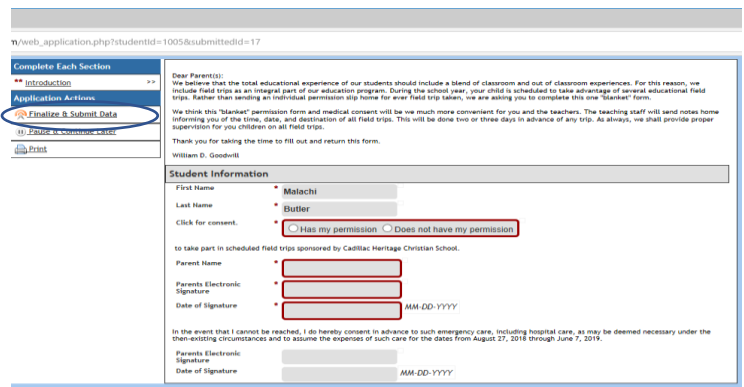 m/web_application.php?studentId=1005&submittedId=17
Complete Each Section
** Introduction >>
Application Actions
Finalize & Submit Data
Pause & Continue Later
Print
Dear Parent(s):
We believe that the total educational experience of our students should include a blend of classroom and out of classroom experiences. For this reason, we
include field trips as an integral part of our education program. During the school year, your child is scheduled to take advantage of several educational field
trips. Rather than sending an individual permission slip home for ever field trip taken, we are asking you to complete this one "blanket" form.
We think this "blanket" permission form and medical consent will be we much more convenient for you and the teachers. The teaching staff will send notes home
informing you of the time, date, and destination of all field trips. This will be done two or three days in advance of any trip. As always, we shall provide proper
supervision for you children on all field trips.
Thank you for taking the time to fill out and return this form.
William D. Goodwill
Student Information
First Name * Malachi
Last Name * Butler
Click for consent. * Has my permission Does not have my permission
to take part in scheduled field trips sponsored by Cadillac Heritage Christian School.
Parent Name *
Parents Electronic * 
Signature
Date of Signature * MM-DD-YYYY
In the event that I cannot be reached, I do hereby consent in advance to such emergency care, including hospital care, as may be deemed necessary under the
then-existing circumstances and to assume the expenses of such care for the dates from August 27, 2018 through June 7, 2019.
Parents Electronic
Signature
Date of Signature MM-DD-YYYY